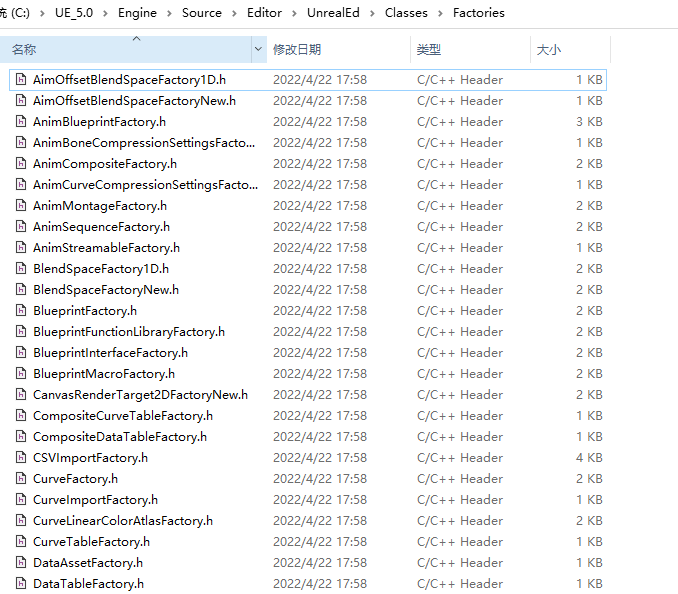 统 (C:) › UE_5.0 › Engine › Source › Editor › UnrealEd › Classes › Factories
名称 修改日期 类型 大小
AimOffsetBlendSpaceFactory1D.h 2022/4/22 17:58 C/C++ Header 1 KB
AimOffsetBlendSpaceFactoryNew.h 2022/4/22 17:58 C/C++ Header 1 KB
AnimBlueprintFactory.h 2022/4/22 17:58 C/C++ Header 3 KB
AnimBoneCompressionSettingsFacto... 2022/4/22 17:58 C/C++ Header 1 KB
AnimCompositeFactory.h 2022/4/22 17:58 C/C++ Header 2 KB
AnimCurveCompressionSettingsFacto... 2022/4/22 17:58 C/C++ Header 1 KB
AnimMontageFactory.h 2022/4/22 17:58 C/C++ Header 2 KB
AnimSequenceFactory.h 2022/4/22 17:58 C/C++ Header 2 KB
AnimStreamableFactory.h 2022/4/22 17:58 C/C++ Header 1 KB
BlendSpaceFactory1D.h 2022/4/22 17:58 C/C++ Header 2 KB
BlendSpaceFactoryNew.h 2022/4/22 17:58 C/C++ Header 2 KB
BlueprintFactory.h 2022/4/22 17:58 C/C++ Header 2 KB
BlueprintFunctionLibraryFactory.h 2022/4/22 17:58 C/C++ Header 2 KB
BlueprintInterfaceFactory.h 2022/4/22 17:58 C/C++ Header 2 KB
BlueprintMacroFactory.h 2022/4/22 17:58 C/C++ Header 2 KB
CanvasRenderTarget2DFactoryNew.h 2022/4/22 17:58 C/C++ Header 2 KB
CompositeCurveTableFactory.h 2022/4/22 17:58 C/C++ Header 1 KB
CompositeDataTableFactory.h 2022/4/22 17:58 C/C++ Header 1 KB
CSVImportFactory.h 2022/4/22 17:58 C/C++ Header 4 KB
CurveFactory.h 2022/4/22 17:58 C/C++ Header 2 KB
CurveImportFactory.h 2022/4/22 17:58 C/C++ Header 1 KB
CurveLinearColorAtlasFactory.h 2022/4/22 17:58 C/C++ Header 2 KB
CurveTableFactory.h 2022/4/22 17:58 C/C++ Header 1 KB
DataAssetFactory.h 2022/4/22 17:58 C/C++ Header 1 KB
DataTableFactory.h 2022/4/22 17:58 C/C++ Header 1 KB